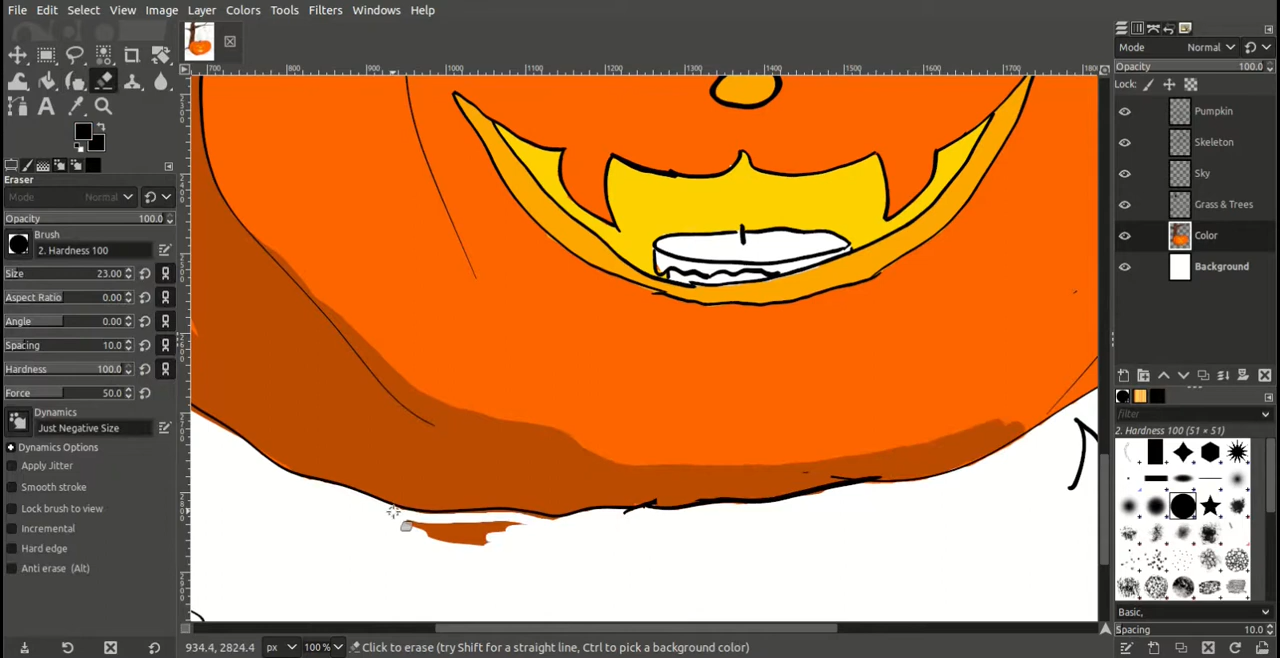 File Edit Select View Image Layer Colors Tools Filters Windows Help
700 800 900 1000 1100 1200 1300 1400 1500 1600 1700 1800
Mode Normal
Opacity 100.0
Lock:
Pumpkin
Skeleton
Sky
Grass & Trees
Color
Background
A
Eraser
Mode Normal
Opacity 100.0
Brush
2. Hardness 100
Size 23.00
Aspect Ratio 0.00
Angle 0.00
Spacing 10.0
Hardness 100.0
Force 50.0
Dynamics
Just Negative Size
Dynamics Options
Apply Jitter
Smooth stroke
Lock brush to view
Incremental
Hard edge
Anti erase (Alt)
filter
2. Hardness 100 (51 × 51)
Basic,
Spacing 10.0
934.4, 2824.4 px 100 % Click to erase (try Shift for a straight line, Ctrl to pick a background color)